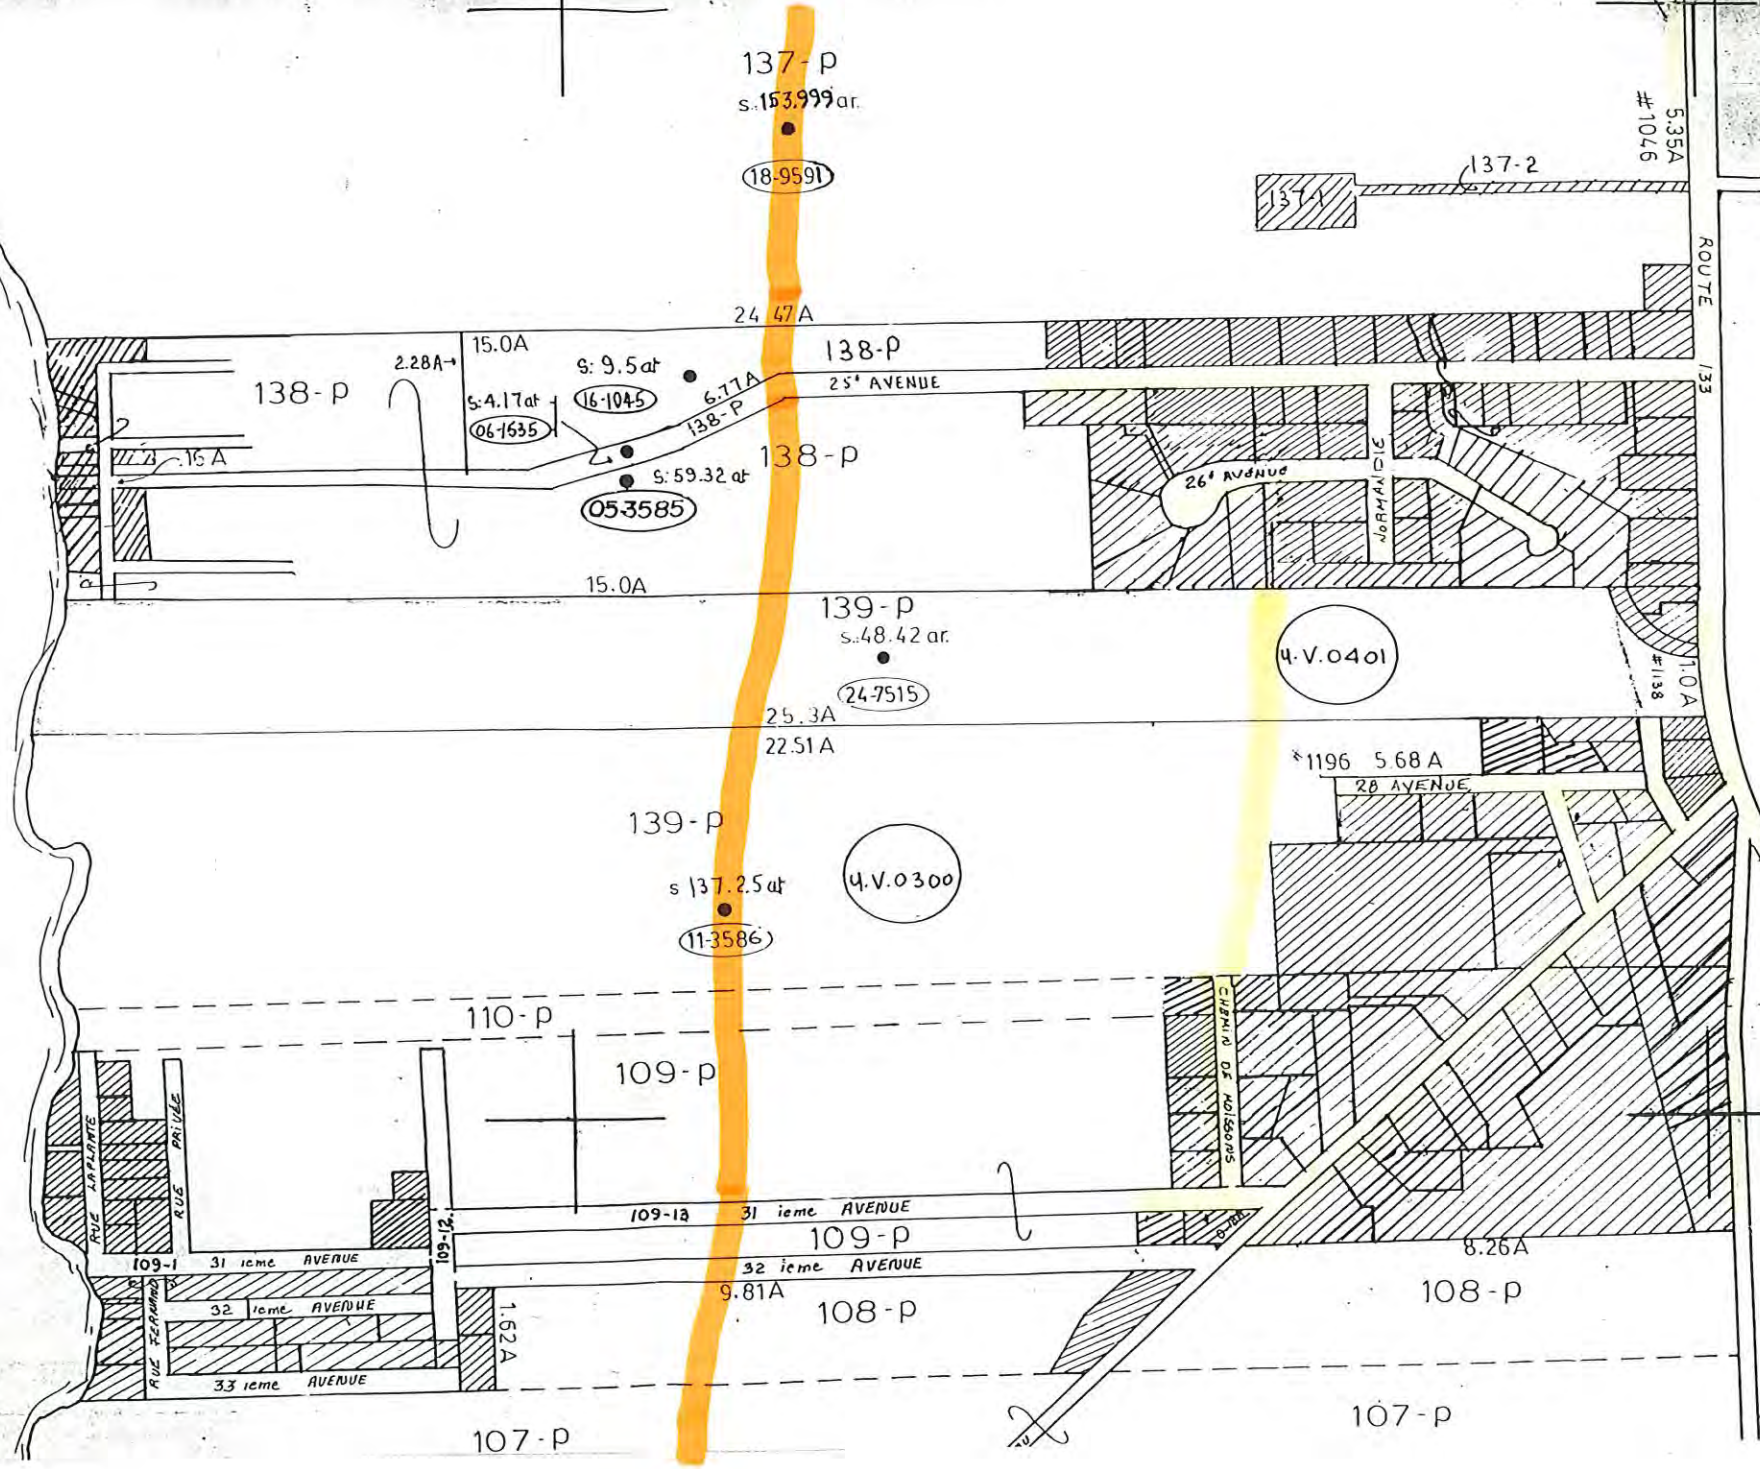 137-p
s.:153.999 ar.
18-9591
5.35A
#1046
137-2
137-1
ROUTE
133
24 47A
15.0A
2.28A
138-p
s: 9.5 at
16-1045
s: 4.17 at
06-1635
6.77A
138-P
138-p
25e AVENUE
138-p
.16 A
s: 59.32 at
05-3585
26e AVENUE
NORMANDIE
15.0A
139-p
s.:48.42 ar.
24-7515
4.V.0401
#1138
1.0A
25.3A
22.51 A
#1196 5.68 A
28 AVENUE
139-p
s 137.25 at
11-3586
4.V.0300
110-p
109-p
CHEMIN DE MOISSONS
RUE LAPLANTE
RUE PRIVÉE
109-13 31 ieme AVENUE
109-p
109-12
109-1 31 ieme AVENUE
32 ieme AVENUE
9.81A
8.26A
108-p
108-p
32 ieme AVENUE
RUE FERNAND
1.62A
33 ieme AVENUE
107-p
107-p